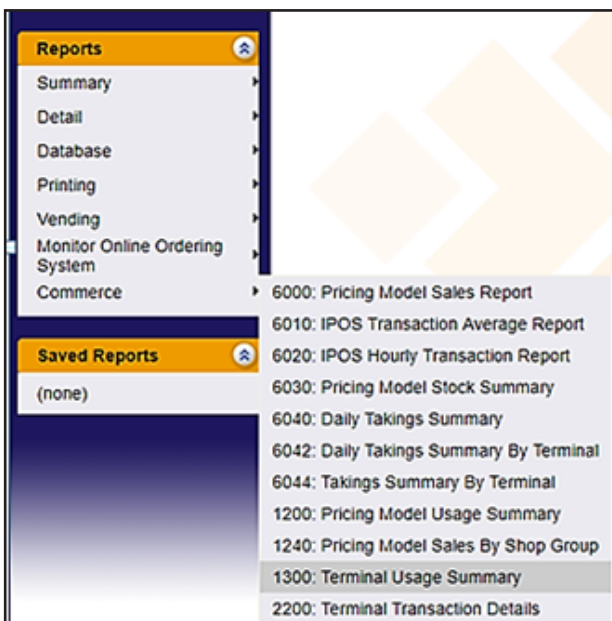 Reports
Summary
Detail
Database
Printing
Vending
Monitor Online Ordering
System
Commerce
6000: Pricing Model Sales Report
6010: IPOS Transaction Average Report
6020: IPOS Hourly Transaction Report
6030: Pricing Model Stock Summary
6040: Daily Takings Summary
6042: Daily Takings Summary By Terminal
6044: Takings Summary By Terminal
1200: Pricing Model Usage Summary
1240: Pricing Model Sales By Shop Group
1300: Terminal Usage Summary
2200: Terminal Transaction Details
Saved Reports
(none)